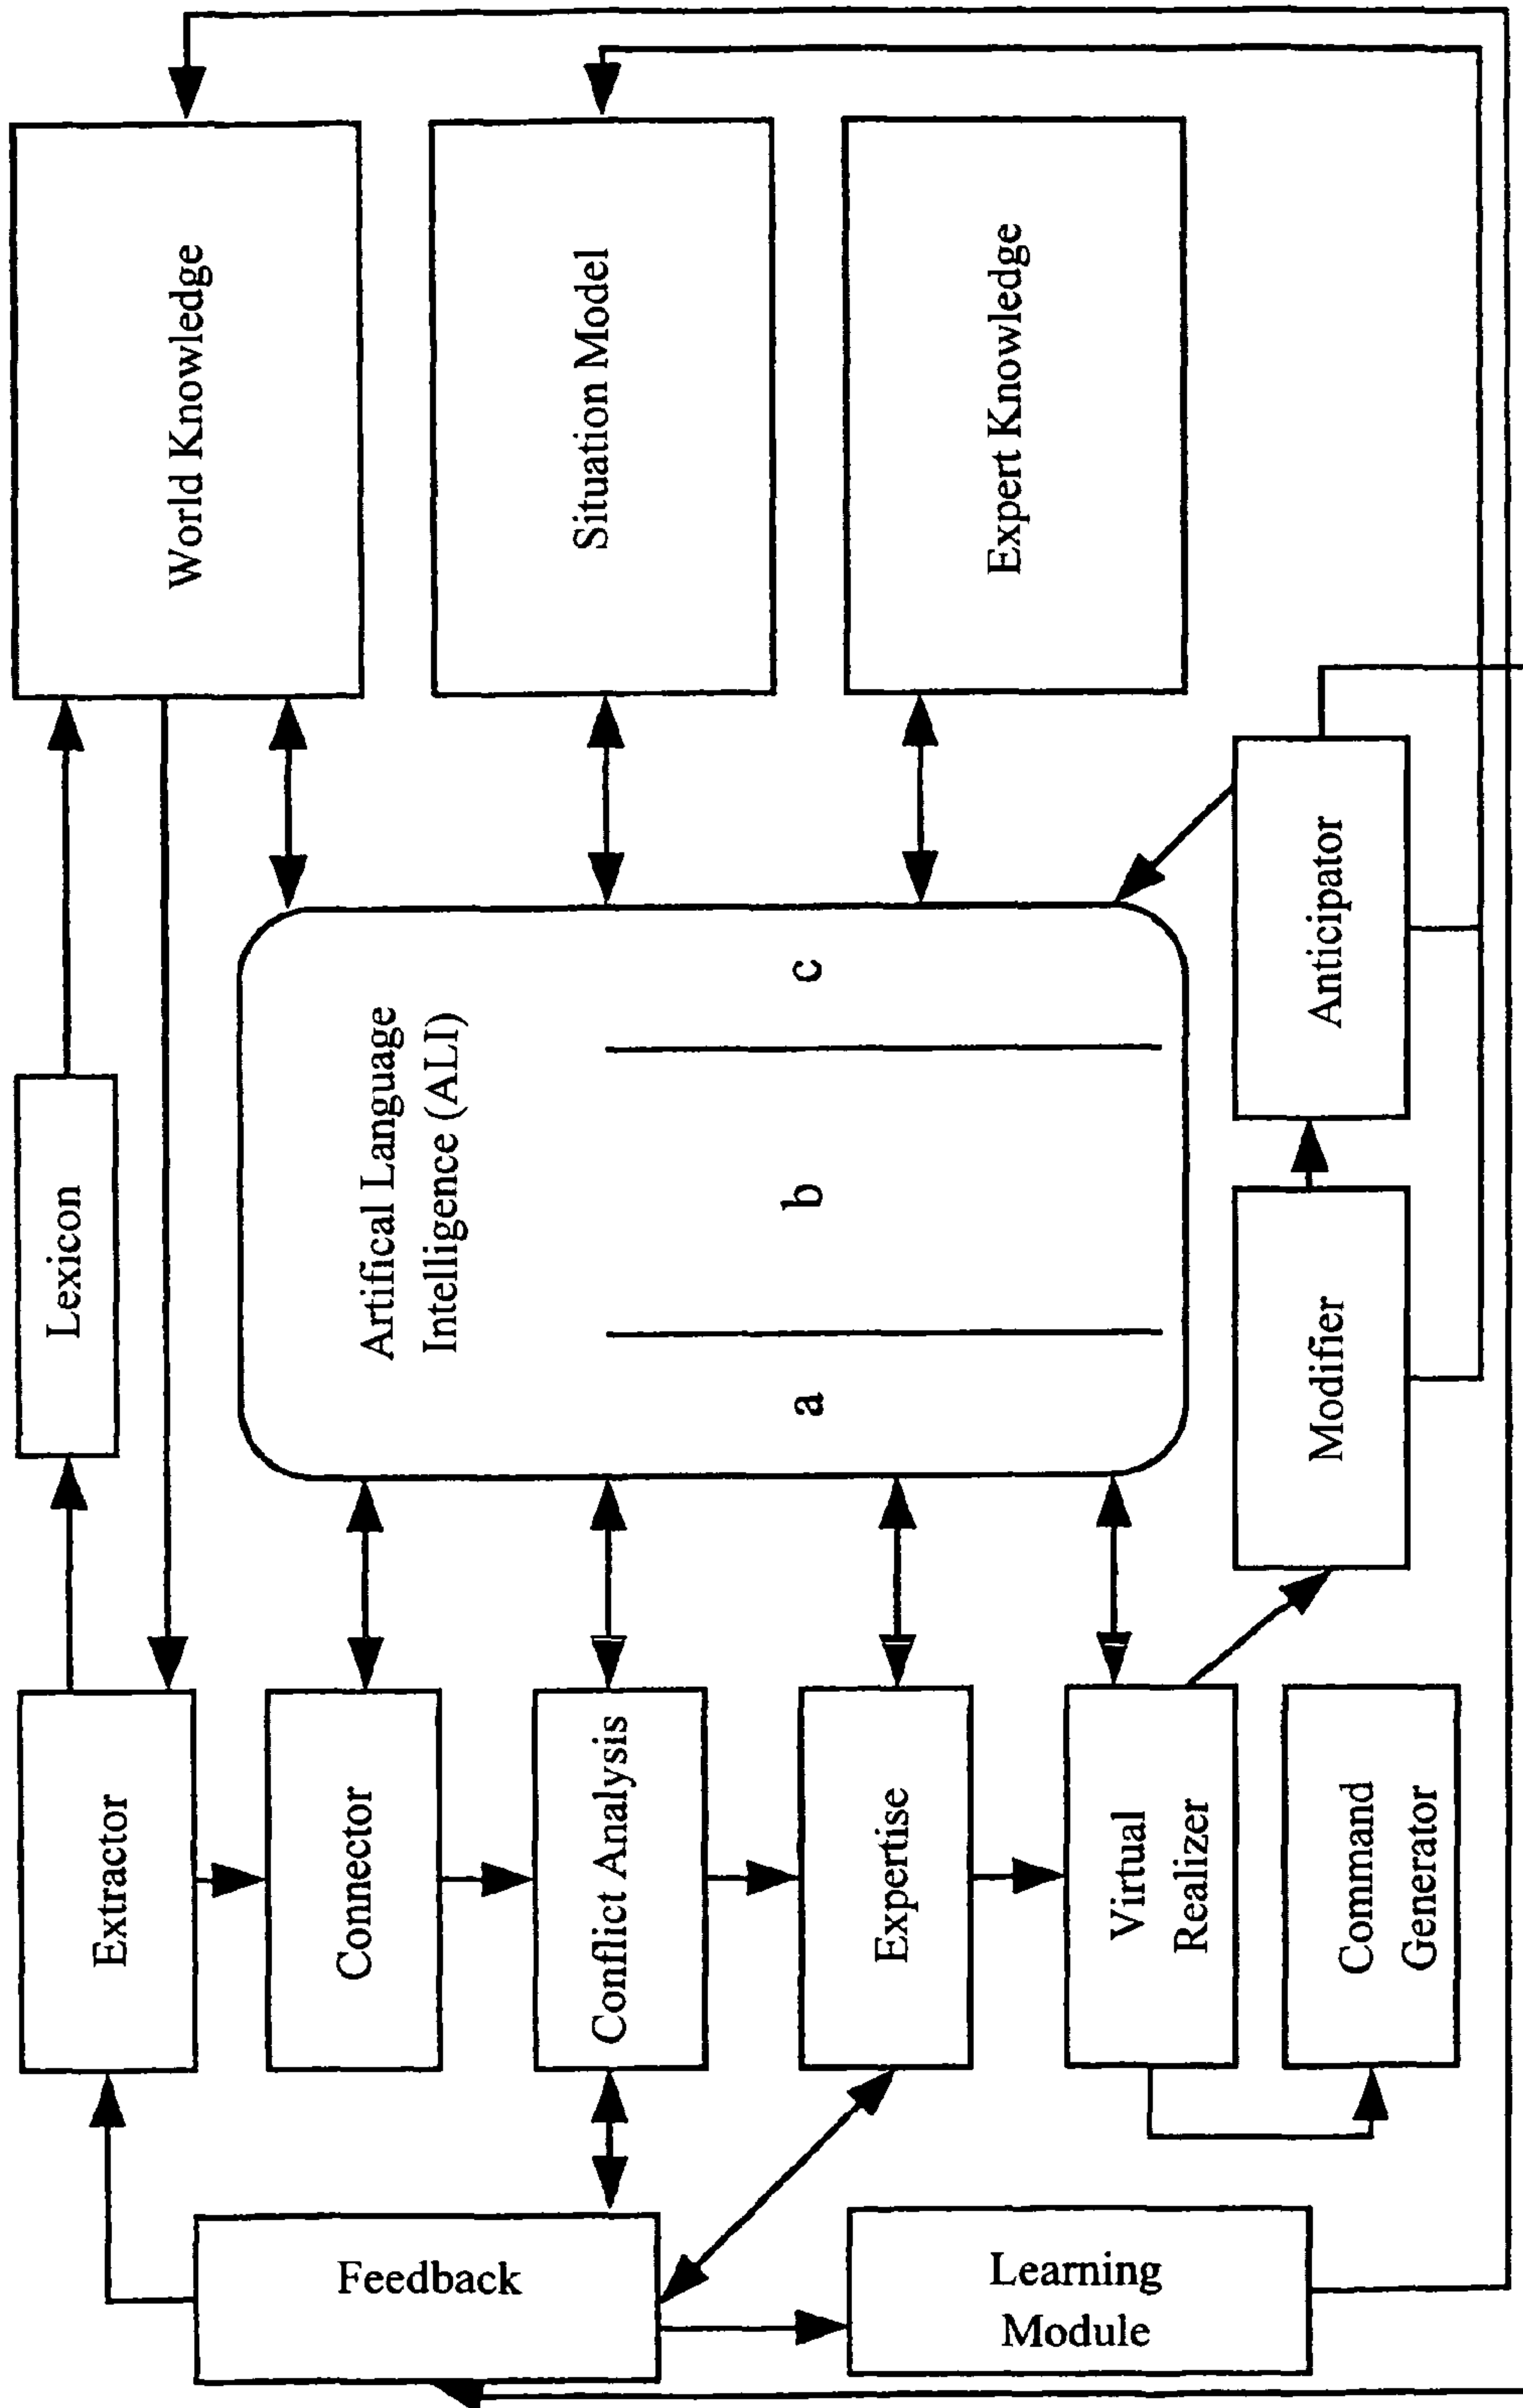 Extractor
Lexicon
World Knowledge
Feedback
Connector
Artifical Language
Intelligence (ALI)
Conflict Analysis
Situation Model
a
b
c
Expertise
Expert Knowledge
Learning
Module
Virtual
Realizer
Command
Generator
Modifier
Anticipator